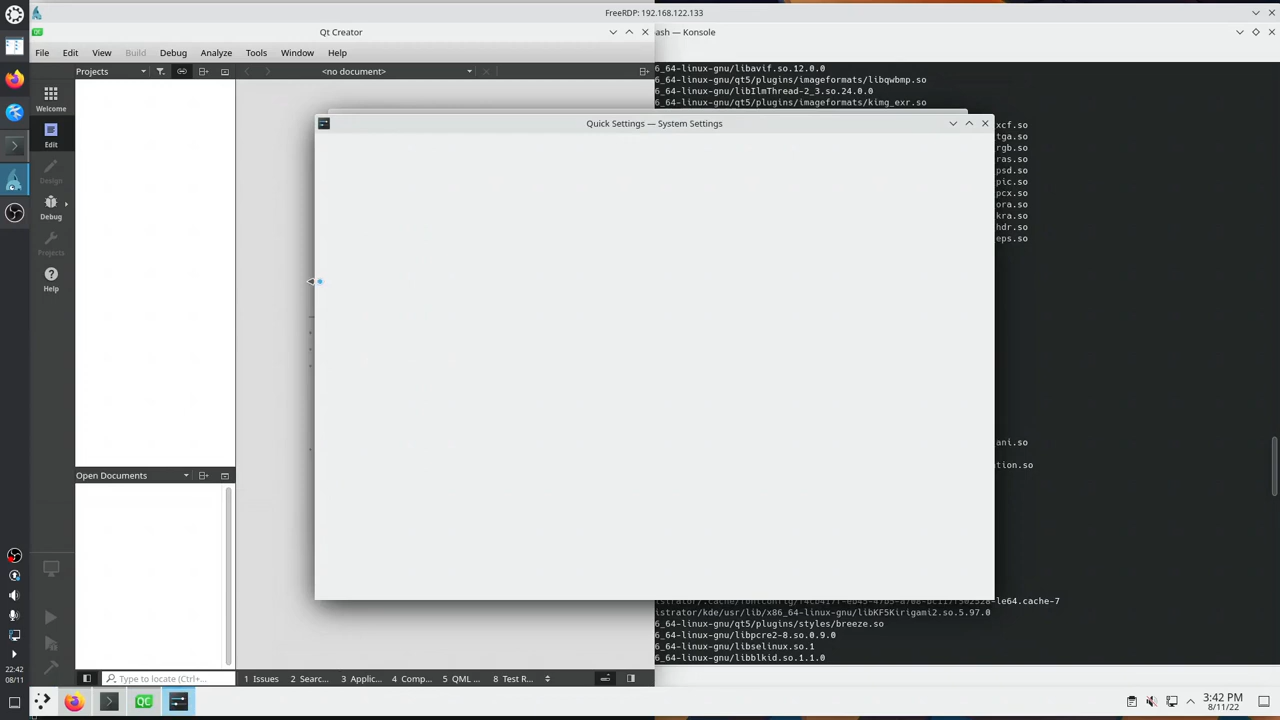 FreeRDP: 192.168.122.133
Qt Creator
ash — Konsole
File Edit View Build Debug Analyze Tools Window Help
Projects
<no document>
6_64-linux-gnu/libavif.so.12.0.0
6_64-linux-gnu/qt5/plugins/imageformats/libqwbmp.so
6_64-linux-gnu/libIlmThread-2_3.so.24.0.0
6_64-linux-gnu/qt5/plugins/imageformats/kimg_exr.so
Welcome
Edit
Design
Debug
Projects
Help
Quick Settings — System Settings
xcf.so
tga.so
rgb.so
ras.so
psd.so
pic.so
pcx.so
ora.so
kra.so
hdr.so
eps.so
ani.so
tion.so
Open Documents
6_64-linux-gnu/qt5/plugins/styles/breeze.so
6_64-linux-gnu/libpcre2-8.so.0.9.0
6_64-linux-gnu/libselinux.so.1
6_64-linux-gnu/libblkid.so.1.1.0
istrator/kde/usr/lib/x86_64-linux-gnu/libKF5Kirigami2.so.5.97.0
Type to locate (Ctrl+...
1 Issues 2 Searc... 3 Applic... 4 Comp... 5 QML ... 8 Test R...
22:42
08/11
QC
3:42 PM
8/11/22